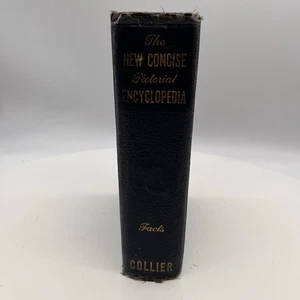 The
NEW CONCISE
Pictorial
ENCYCLOPEDIA
Facts
COLLIER